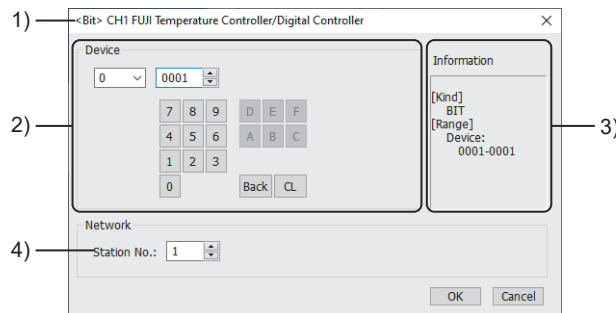 1)
<Bit> CH1 FUJI Temperature Controller/Digital Controller
2)
Device
0 0001
7 8 9 D E F
4 5 6 A B C
1 2 3
0 Back CL
3)
Information
[Kind]
BIT
[Range]
Device:
0001-0001
4)
Network
Station No.: 1
OK Cancel